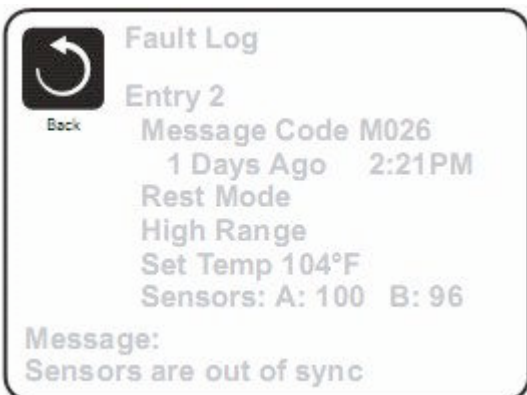 Fault Log
Back
Entry 2
Message Code M026
1 Days Ago 2:21PM
Rest Mode
High Range
Set Temp 104°F
Sensors: A: 100 B: 96
Message:
Sensors are out of sync